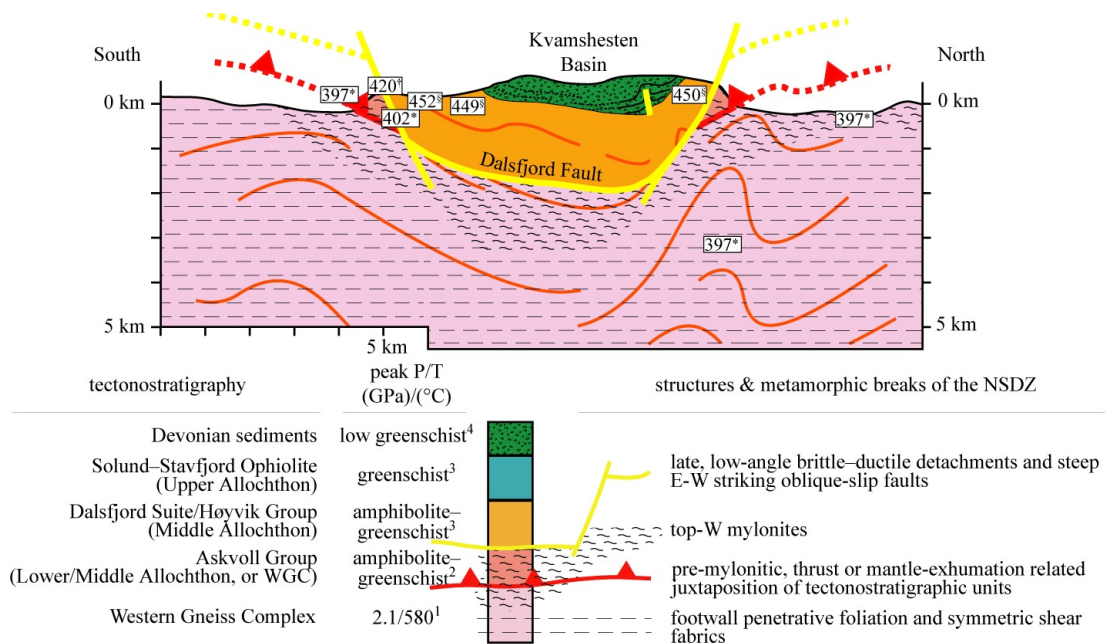 South
Kvamshesten
Basin
North
397*
420†
452§
449§
450§
402*
397*
0 km
0 km
Dalsfjord Fault
397*
5 km
5 km
5 km
tectonostratigraphy
peak P/T
(GPa)/(°C)
structures & metamorphic breaks of the NSDZ
Devonian sediments
low greenschist4
Solund–Stavfjord Ophiolite
(Upper Allochthon)
greenschist3
late, low-angle brittle–ductile detachments and steep
E-W striking oblique-slip faults
Dalsfjord Suite/Høyvik Group
(Middle Allochthon)
amphibolite–
greenschist3
top-W mylonites
Askvoll Group
(Lower/Middle Allochthon, or WGC)
amphibolite–
greenschist2
pre-mylonitic, thrust or mantle-exhumation related
juxtaposition of tectonostratigraphic units
Western Gneiss Complex
2.1/5801
footwall penetrative foliation and symmetric shear
fabrics